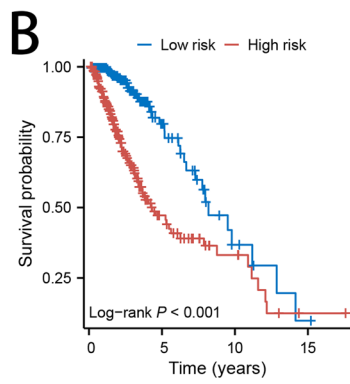 B
Low risk High risk
1.00
0.75
0.50
0.25
Survival probability
Log-rank P < 0.001
0 5 10 15
Time (years)